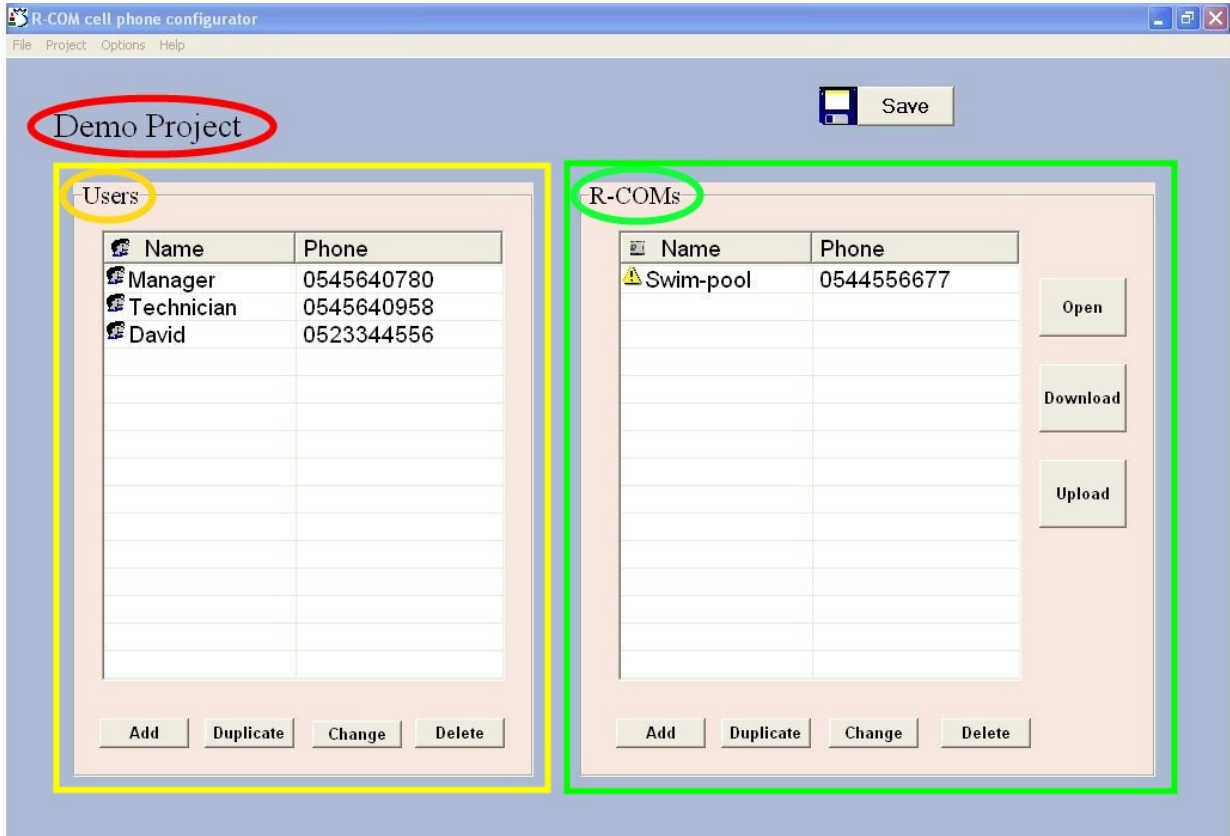 R-COM cell phone configurator
File Project Options Help
Save
Demo Project
Users
Name Phone
Manager 0545640780
Technician 0545640958
David 0523344556
Add Duplicate Change Delete
R-COMs
Name Phone
Swim-pool 0544556677
Open
Download
Upload
Add Duplicate Change Delete